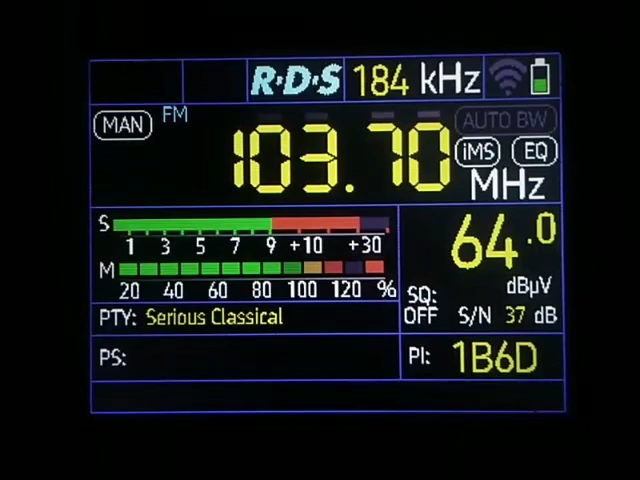 R·D·S 184 kHz
MAN FM 103.70 AUTO BW
iMS EQ
MHz
S
1 3 5 7 9 +10 +30
M
20 40 60 80 100 120 %
64.0
dBµV
SQ:
OFF S/N 37 dB
PTY: Serious Classical
PS:
PI: 1B6D